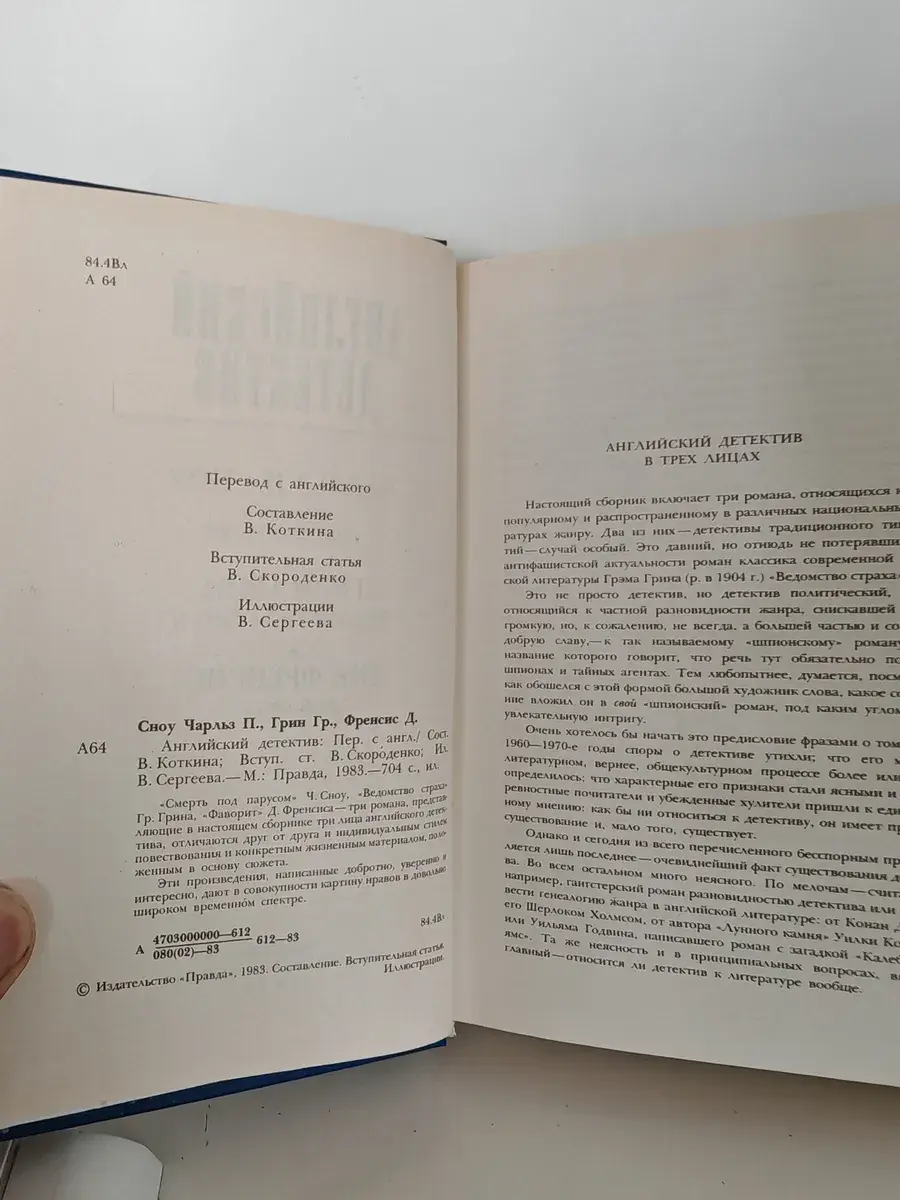 84.4Вл
А 64
Перевод с английского
Составление
В. Коткина
Вступительная статья
В. Скороденко
Иллюстрации
В. Сергеева
Сноу Чарльз П., Грин Гр., Френсис Д.
А64 Английский детектив: Пер. с англ./ Сост.
В. Коткина; Вступ. ст. В. Скороденко; Ил.
В. Сергеева.— М.: Правда, 1983.—704 с., ил.
«Смерть под парусом» Ч. Сноу, «Ведомство страха»
Гр. Грина, «Фаворит» Д. Френсиса—три романа, представ-
ляющие в настоящем сборнике три лица английского детек-
тива, отличаются друг от друга и индивидуальным стилем
повествования и конкретным жизненным материалом, поло-
женным в основу сюжета.
Эти произведения, написанные добротно, уверенно и
интересно, дают в совокупности картину нравов в довольно
широком временном спектре.
А 4703000000—612
080(02)—83 612—83
84.4Вл
© Издательство «Правда», 1983. Составление. Вступительная статья.
Иллюстрации.
АНГЛИЙСКИЙ ДЕТЕКТИВ
В ТРЕХ ЛИЦАХ
Настоящий сборник включает три романа, относящихся
популярному и распространенному в различных национальны
ратурах жанру. Два из них—детективы традиционного ти
тий—случай особый. Это давний, но отнюдь не потерявши
антифашистской актуальности роман классика современной
ской литературы Грэма Грина (р. в 1904 г.) «Ведомство страха
Это не просто детектив, но детектив политический,
относящийся к частной разновидности жанра, снискавшей
громкую, но, к сожалению, не всегда, а большей частью и со
добрую славу,—к так называемому «шпионскому» роману
название которого говорит, что речь тут обязательно по
шпионах и тайных агентах. Тем любопытнее, думается, посм
как обошелся с этой формой большой художник слова, какое со
ние вложил он в свой «шпионский» роман, под каким углом
увлекательную интригу.
Очень хотелось бы начать это предисловие фразами о том
1960—1970-е годы споры о детективе утихли; что его м
литературном, вернее, общекультурном процессе более или
определилось; что характерные его признаки стали ясными и
ревностные почитатели и убежденные хулители пришли к еди
ному мнению: как бы ни относиться к детективу, он имеет пр
существование и, мало того, существует.
Однако и сегодня из всего перечисленного бесспорным пр
ляется лишь последнее—очевиднейший факт существования д
ва. Во всем остальном много неясного. По мелочам—счита
например, гангстерский роман разновидностью детектива или
вести генеалогию жанра в английской литературе: от Конан Д
его Шерлоком Холмсом, от автора «Лунного камня» Уилки Ко
или Уильяма Годвина, написавшего роман с загадкой «Калеб
ямс». Та же неясность и в принципиальных вопросах, в
главный—относится ли детектив к литературе вообще.